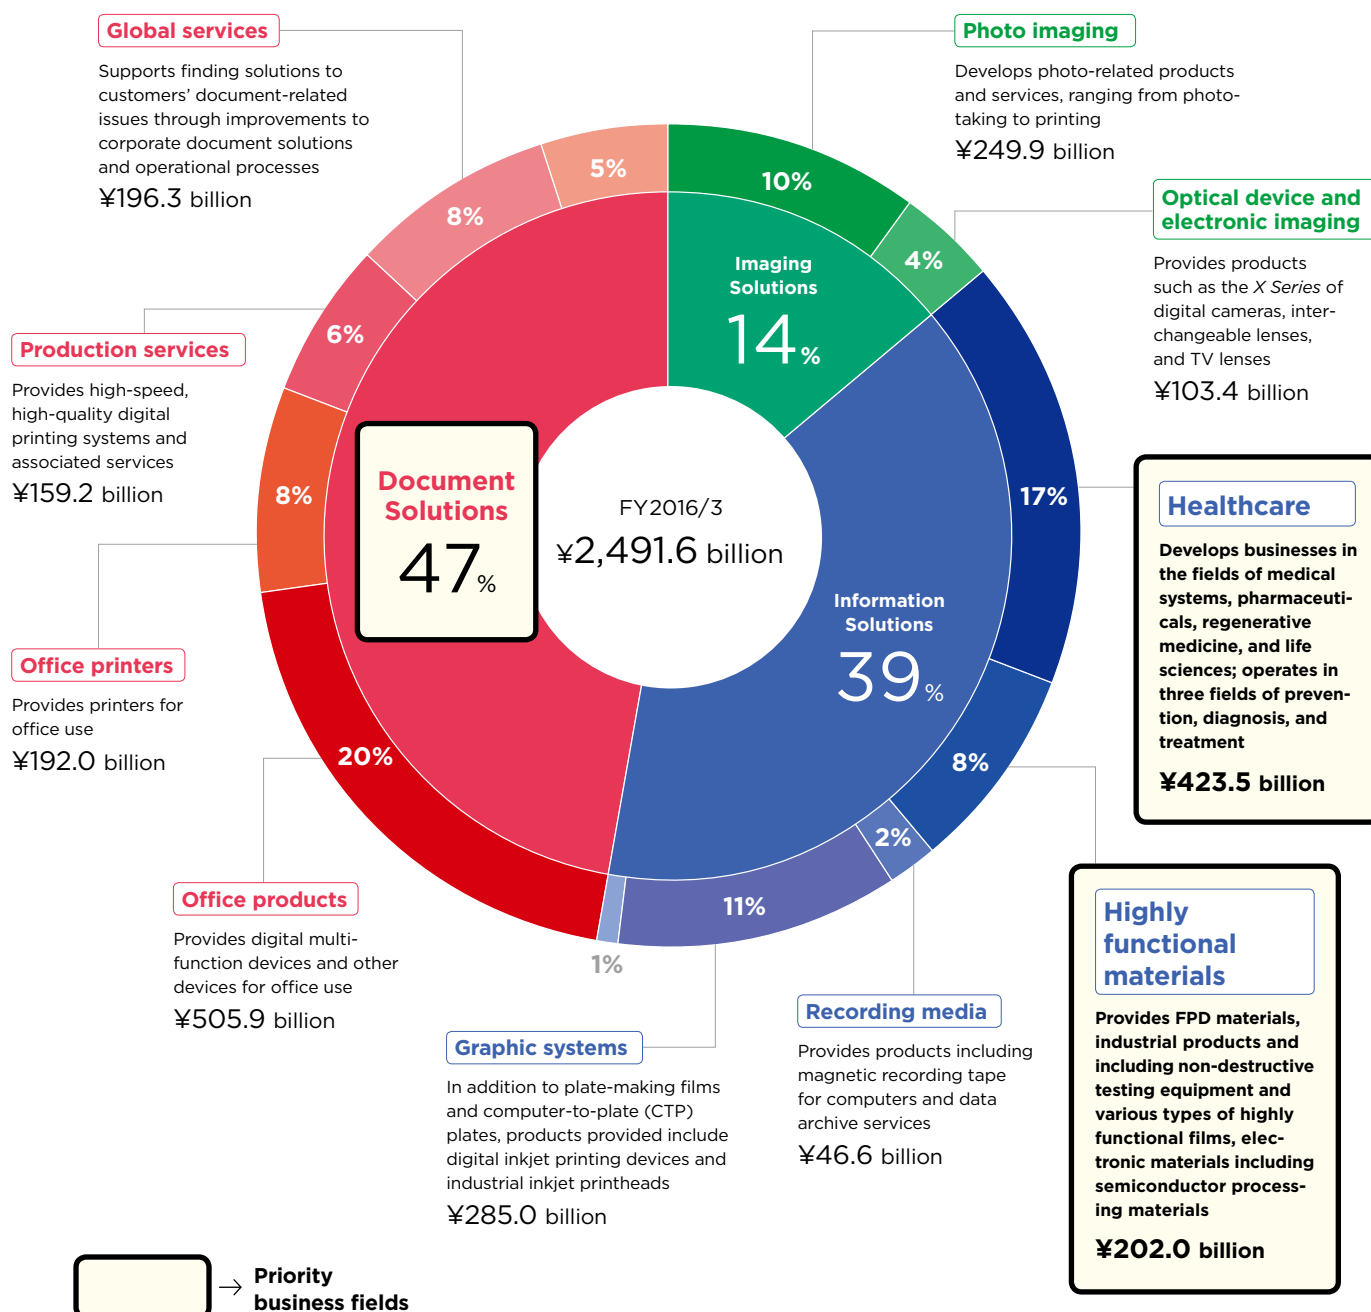 Global services
Supports finding solutions to
customers’ document-related
issues through improvements to
corporate document solutions
and operational processes
¥196.3 billion
Photo imaging
Develops photo-related products
and services, ranging from photo-
taking to printing
¥249.9 billion
Optical device and
electronic imaging
Provides products
such as the X Series of
digital cameras, inter-
changeable lenses,
and TV lenses
¥103.4 billion
5%
10%
8%
4%
Imaging
Solutions
14%
6%
Production services
Provides high-speed,
high-quality digital
printing systems and
associated services
¥159.2 billion
8%
17%
Document
Solutions
47%
FY2016/3
¥2,491.6 billion
Healthcare
Develops businesses in
the fields of medical
systems, pharmaceuti-
cals, regenerative
medicine, and life
sciences; operates in
three fields of preven-
tion, diagnosis, and
treatment
¥423.5 billion
Information
Solutions
39%
Office printers
Provides printers for
office use
¥192.0 billion
20%
8%
2%
11%
1%
Office products
Provides digital multi-
function devices and other
devices for office use
¥505.9 billion
Highly
functional
materials
Provides FPD materials,
industrial products and
including non-destructive
testing equipment and
various types of highly
functional films, elec-
tronic materials including
semiconductor process-
ing materials
¥202.0 billion
Recording media
Provides products including
magnetic recording tape
for computers and data
archive services
¥46.6 billion
Graphic systems
In addition to plate-making films
and computer-to-plate (CTP)
plates, products provided include
digital inkjet printing devices and
industrial inkjet printheads
¥285.0 billion
→ Priority
business fields